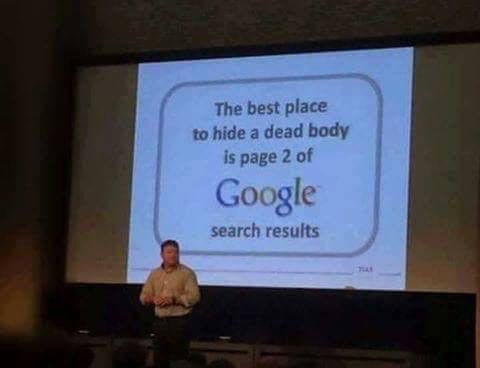 The best place
to hide a dead body
is page 2 of
Google
search results